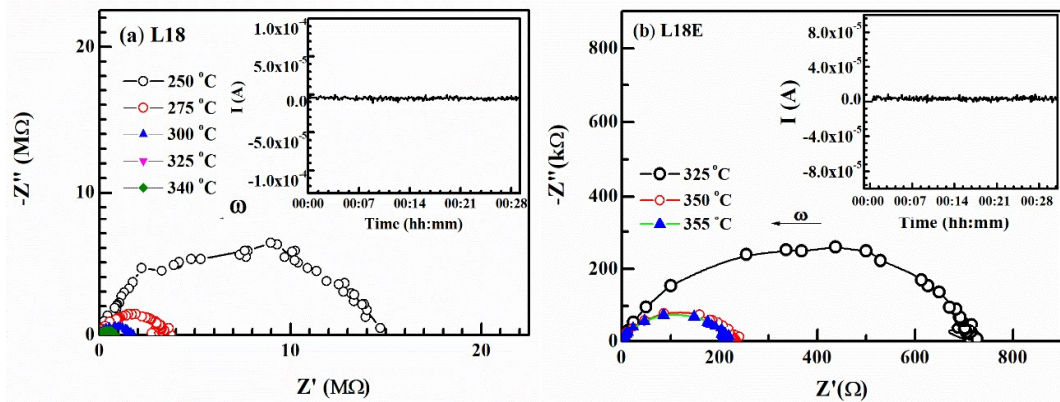 (a) L18
250 °C
275 °C
300 °C
325 °C
340 °C
20
10
0
-Z" (MΩ)
0
10
20
Z' (MΩ)
ω
1.0x10⁻⁴
5.0x10⁻⁵
0.0
-5.0x10⁻⁵
-1.0x10⁻⁴
I (A)
00:00 00:07 00:14 00:21 00:28
Time (hh:mm)
(b) L18E
325 °C
350 °C
355 °C
800
600
400
200
0
-Z"(kΩ)
0 200 400 600 800
Z'(Ω)
ω
8.0x10⁻⁵
4.0x10⁻⁵
0.0
-4.0x10⁻⁵
-8.0x10⁻⁵
I (A)
00:00 00:07 00:14 00:21 00:28
Time (hh:mm)